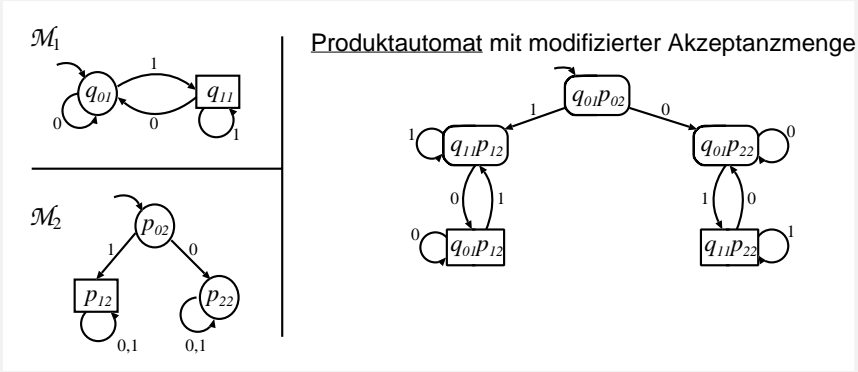 M1
1
q01
q11
0
0
1
M2
p02
1
0
p12
p22
0,1
0,1
Produktautomat mit modifizierter Akzeptanzmenge
q01p02
1
0
1
q11p12
q01p22
0
0
1
1
0
0
q01p12
q11p22
1